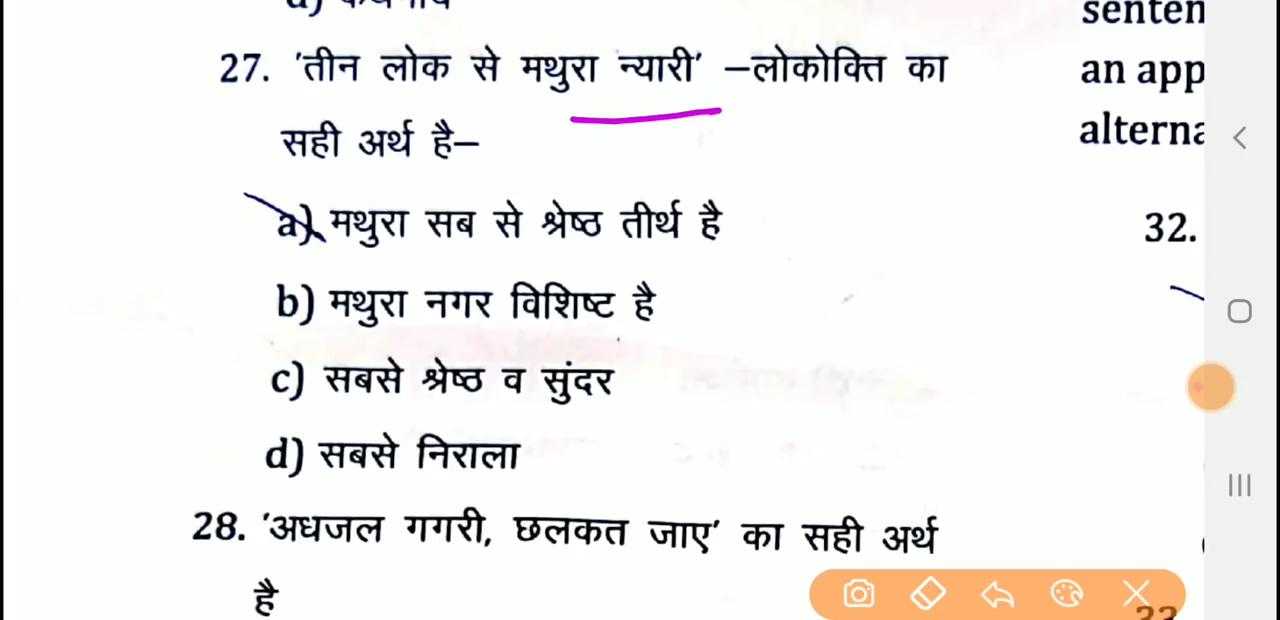 27. 'तीन लोक से मथुरा न्यारी' –लोकोक्ति का
सही अर्थ है–
a) मथुरा सब से श्रेष्ठ तीर्थ है
b) मथुरा नगर विशिष्ट है
c) सबसे श्रेष्ठ व सुंदर
d) सबसे निराला
28. 'अधजल गगरी, छलकत जाए' का सही अर्थ
है
senten
an app
alterna
32.